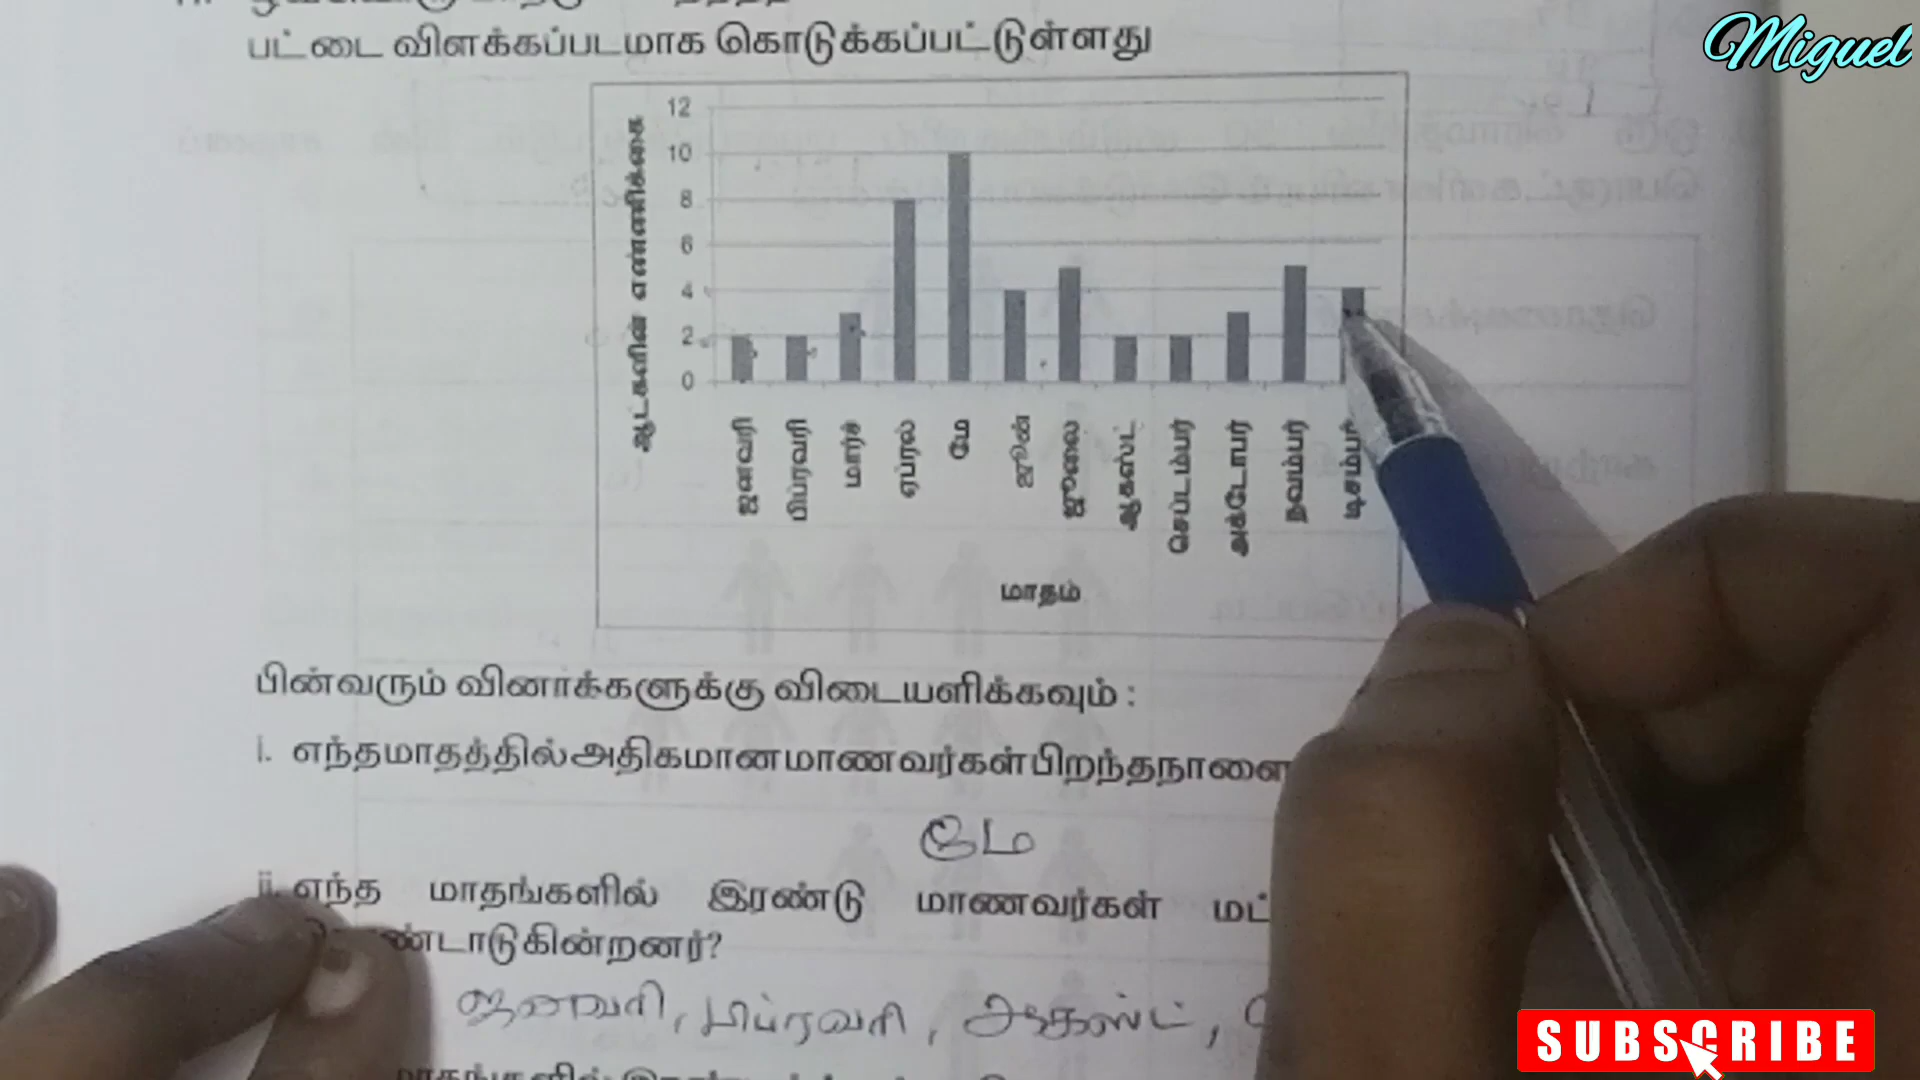 பட்டை விளக்கப்படமாக கொடுக்கப்பட்டுள்ளது
Miguel
ஆட்களின் எண்ணிக்கை
12
10
8
6
4
2
0
ஜனவரி
பிப்ரவரி
மார்ச்
ஏப்ரல்
மே
ஜூன்
ஜூலை
ஆகஸ்ட்
செப்டம்பர்
அக்டோபர்
நவம்பர்
டிசம்பர்
மாதம்
பின்வரும் வினாக்களுக்கு விடையளிக்கவும் :
i. எந்தமாதத்தில்அதிகமானமாணவர்கள்பிறந்தநாளை
மே
ii. எந்த மாதங்களில் இரண்டு மாணவர்கள்
ஜனவரி, பிப்ரவரி, ஆகஸ்ட்,
SUBSCRIBE